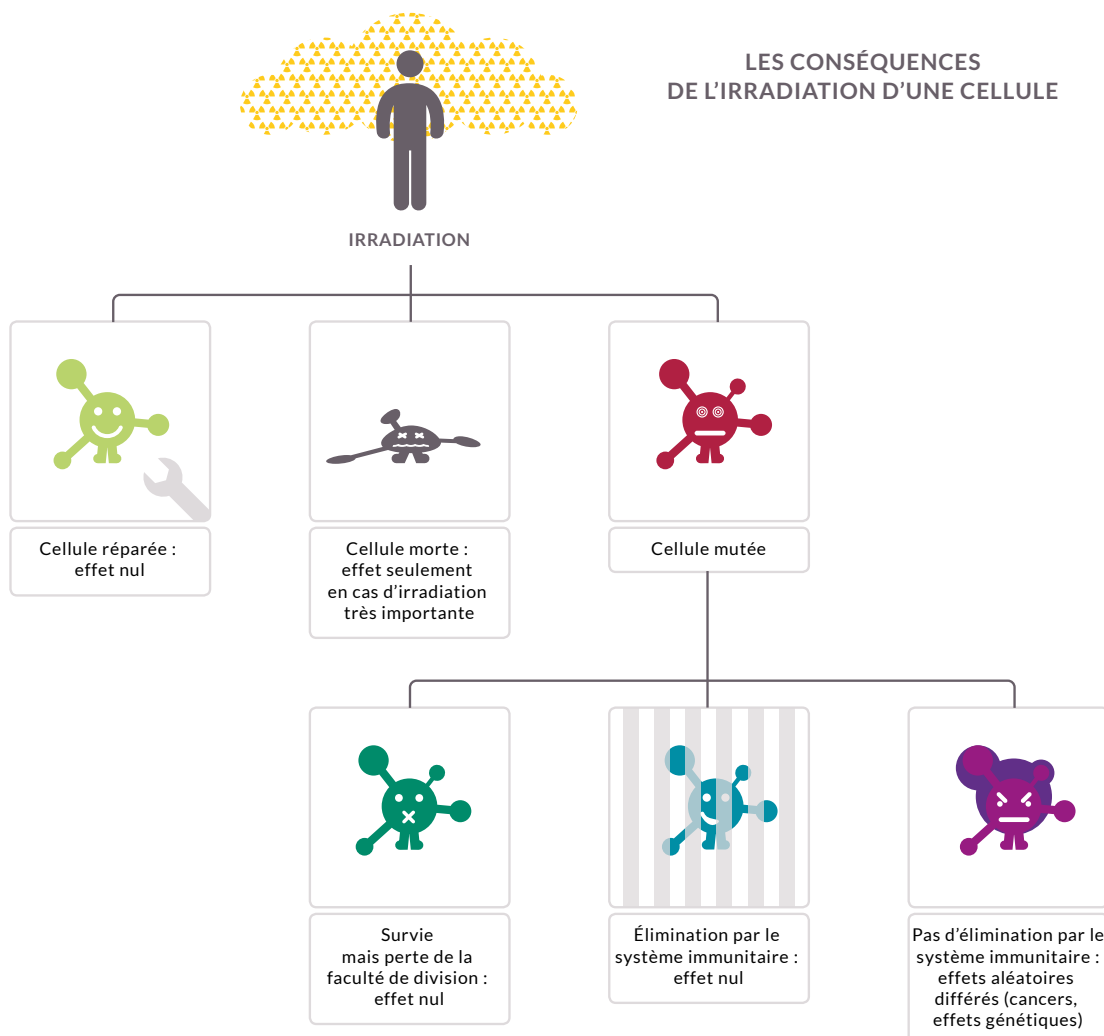 LES CONSÉQUENCES
DE L'IRRADIATION D'UNE CELLULE
IRRADIATION
Cellule réparée :
effet nul
Cellule morte :
effet seulement
en cas d'irradiation
très importante
Cellule mutée
Survie
mais perte de la
faculté de division :
effet nul
Élimination par le
système immunitaire :
effet nul
Pas d'élimination par le
système immunitaire :
effets aléatoires
différés (cancers,
effets génétiques)